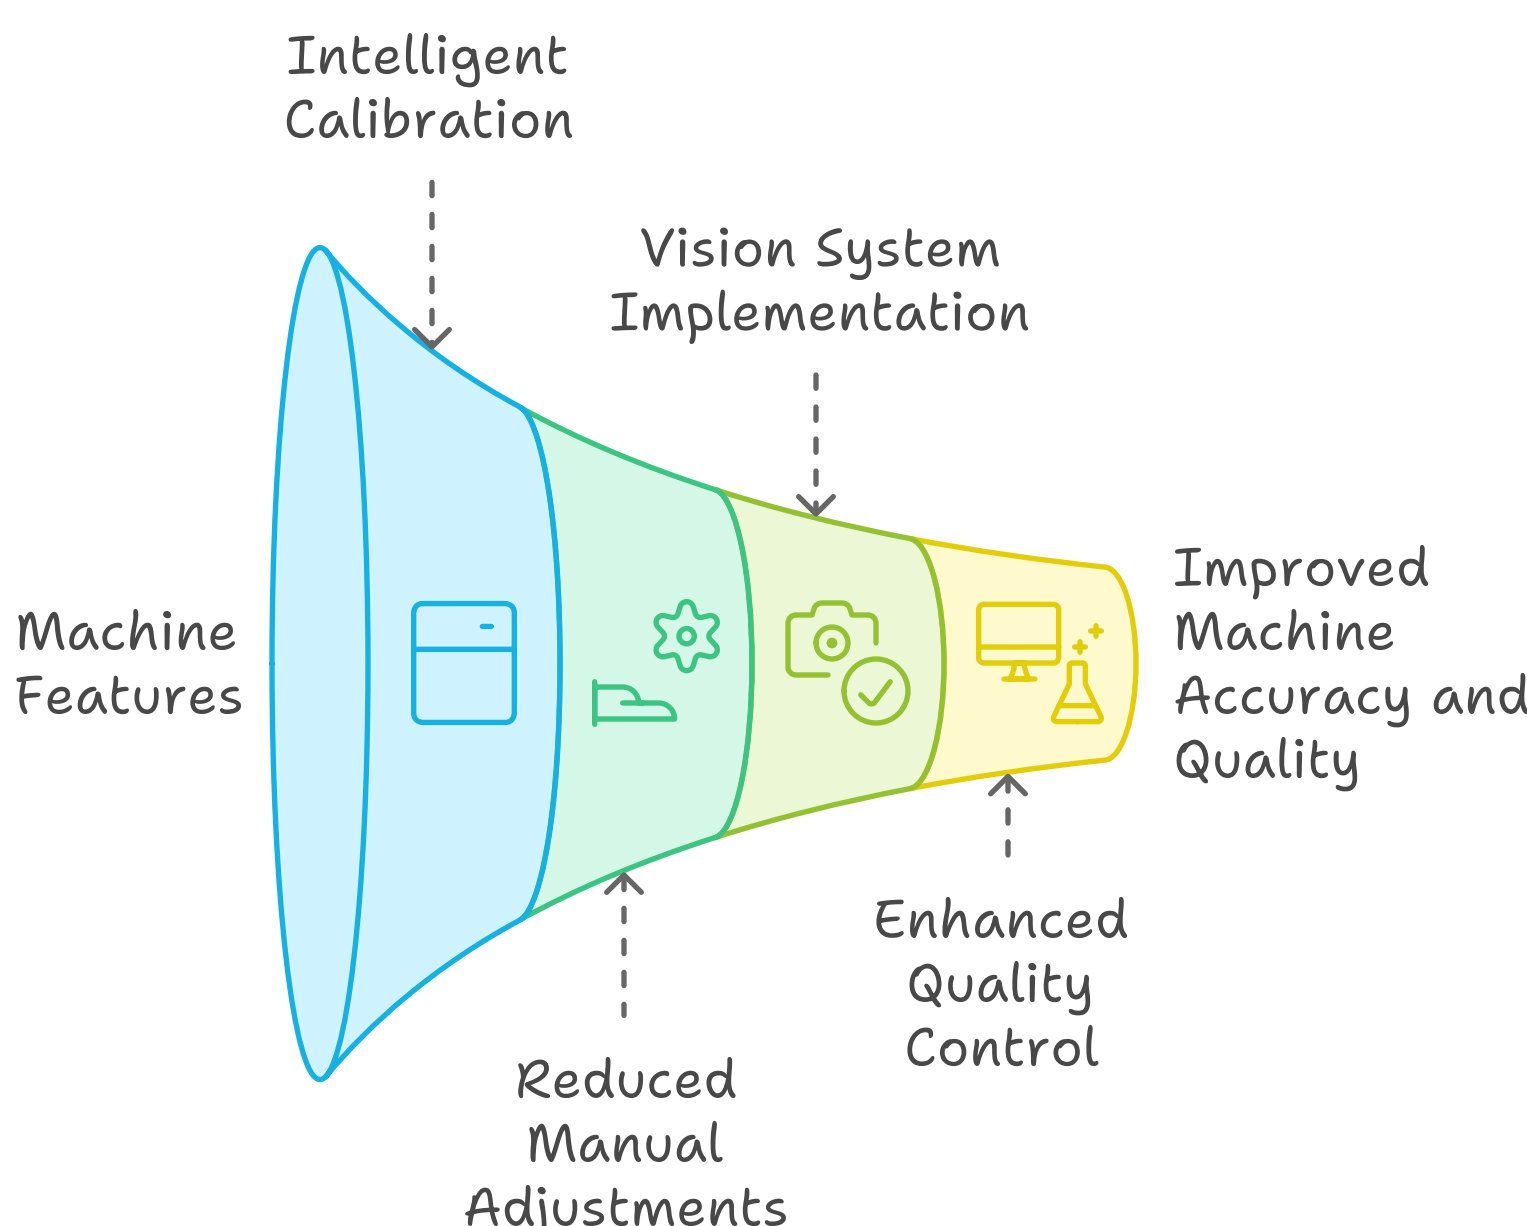 Intelligent
Calibration
Vision System
Implementation
Machine
Features
Improved
Machine
Accuracy and
Quality
Enhanced
Quality
Control
Reduced
Manual
Adjustments